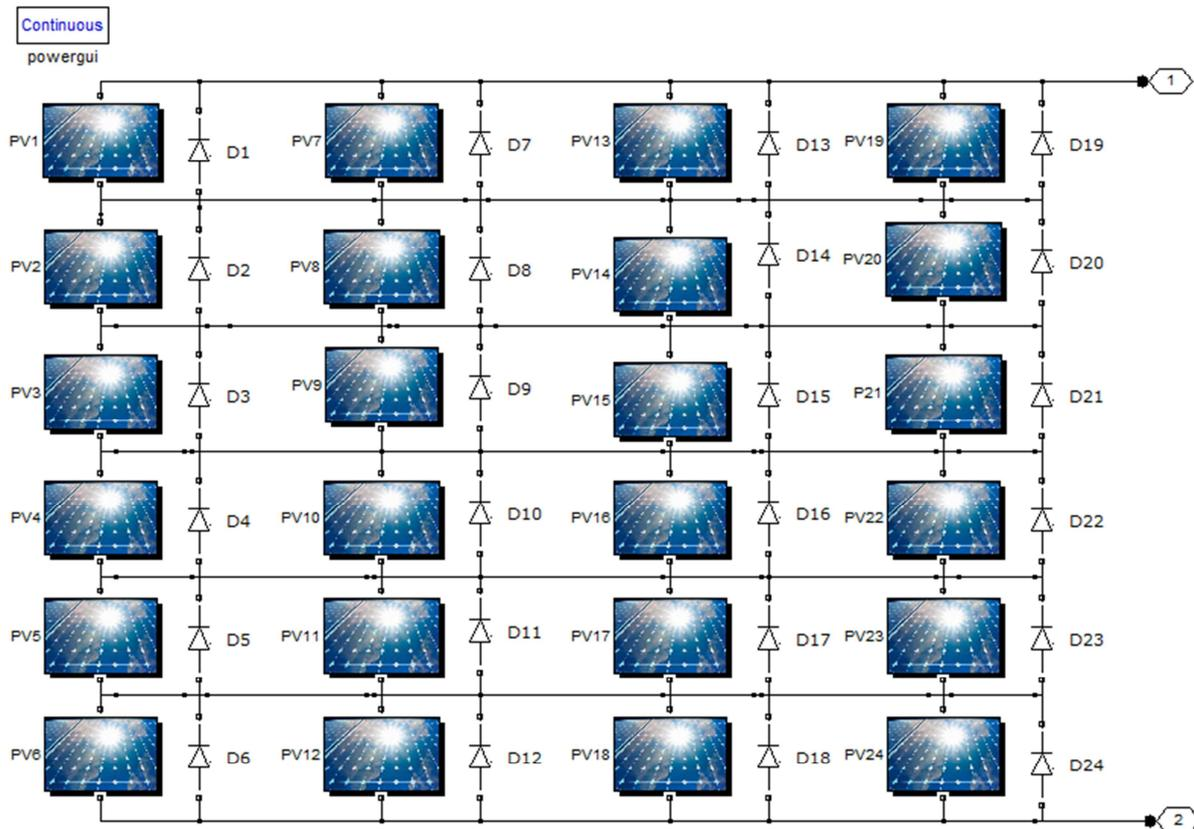 Continuous
powergui
1
PV1 D1 PV7 D7 PV13 D13 PV19 D19
PV2 D2 PV8 D8 PV14 D14 PV20 D20
PV3 D3 PV9 D9 PV15 D15 P21 D21
PV4 D4 PV10 D10 PV16 D16 PV22 D22
PV5 D5 PV11 D11 PV17 D17 PV23 D23
PV6 D6 PV12 D12 PV18 D18 PV24 D24
2